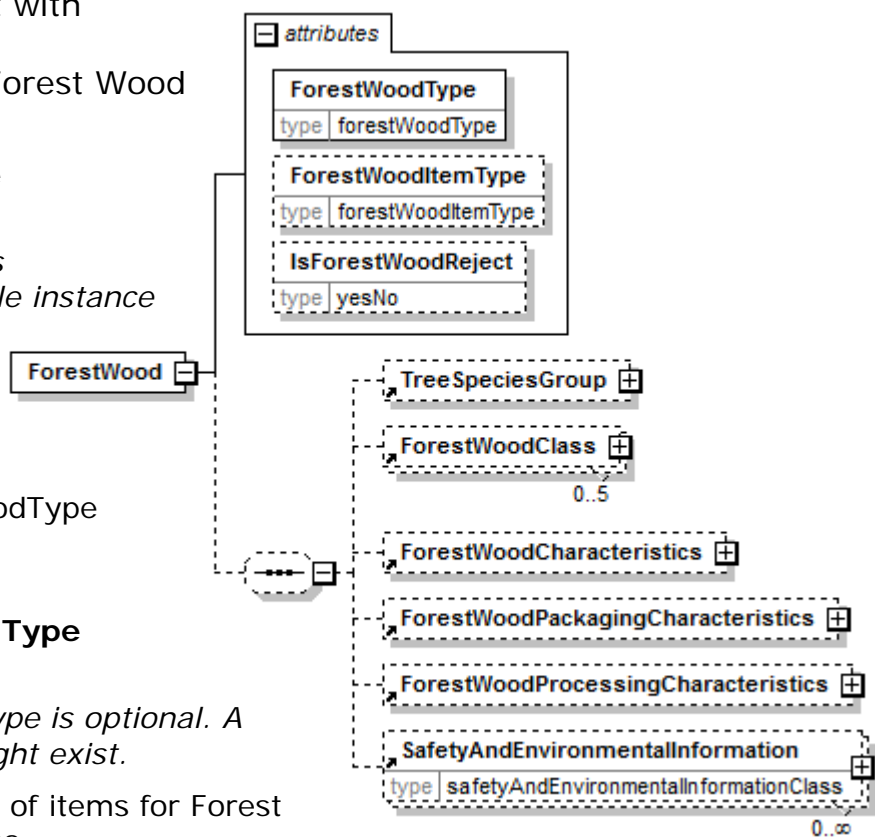 with
orest Wood
s
le instance
odType
Type
ype is optional. A
ght exist.
of items for Forest
attributes
ForestWoodType
type forestWoodType
ForestWoodItemType
type forestWoodItemType
IsForestWoodReject
type yesNo
ForestWood
TreeSpeciesGroup
ForestWoodClass
0..5
ForestWoodCharacteristics
ForestWoodPackagingCharacteristics
ForestWoodProcessingCharacteristics
SafetyAndEnvironmentalInformation
type safetyAndEnvironmentalInformationClass
0..∞